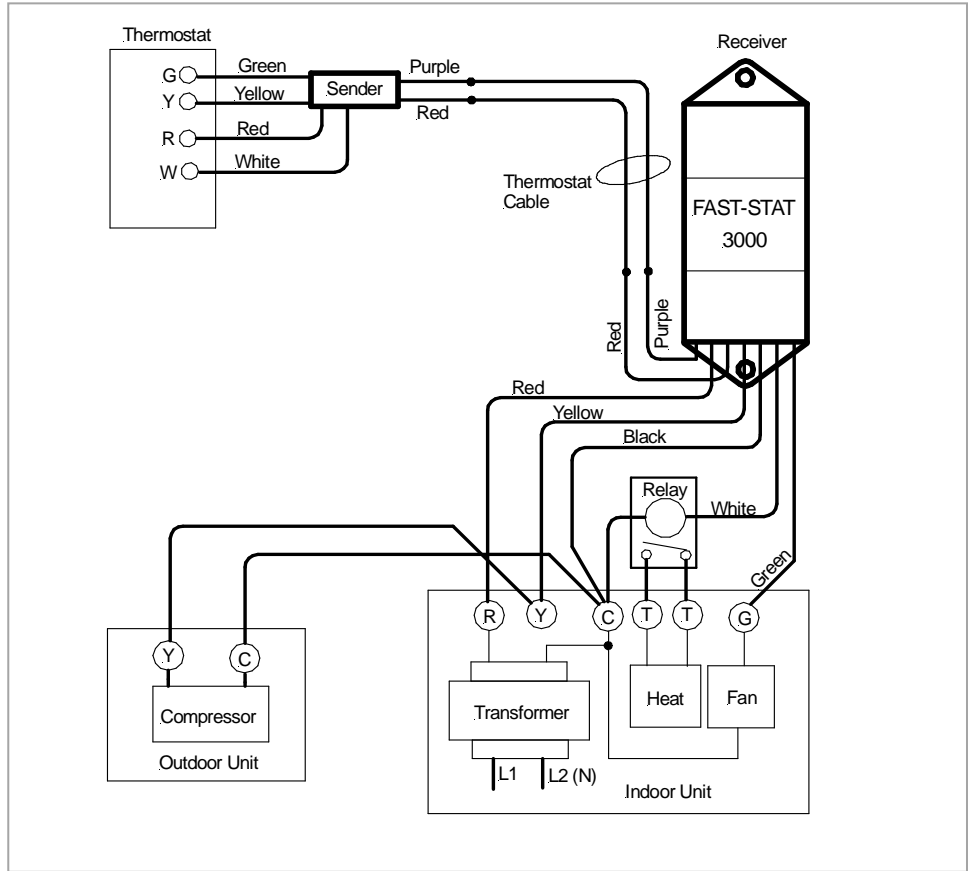 Thermostat
G
Green
Y
Yellow
R
Red
W
White
Sender
Purple
Red
Thermostat
Cable
Receiver
FAST-STAT
3000
Red
Purple
Red
Yellow
Black
Relay
White
Green
R
Y
C
T
T
G
Transformer
Heat
Fan
L1
L2 (N)
Indoor Unit
Y
C
Compressor
Outdoor Unit